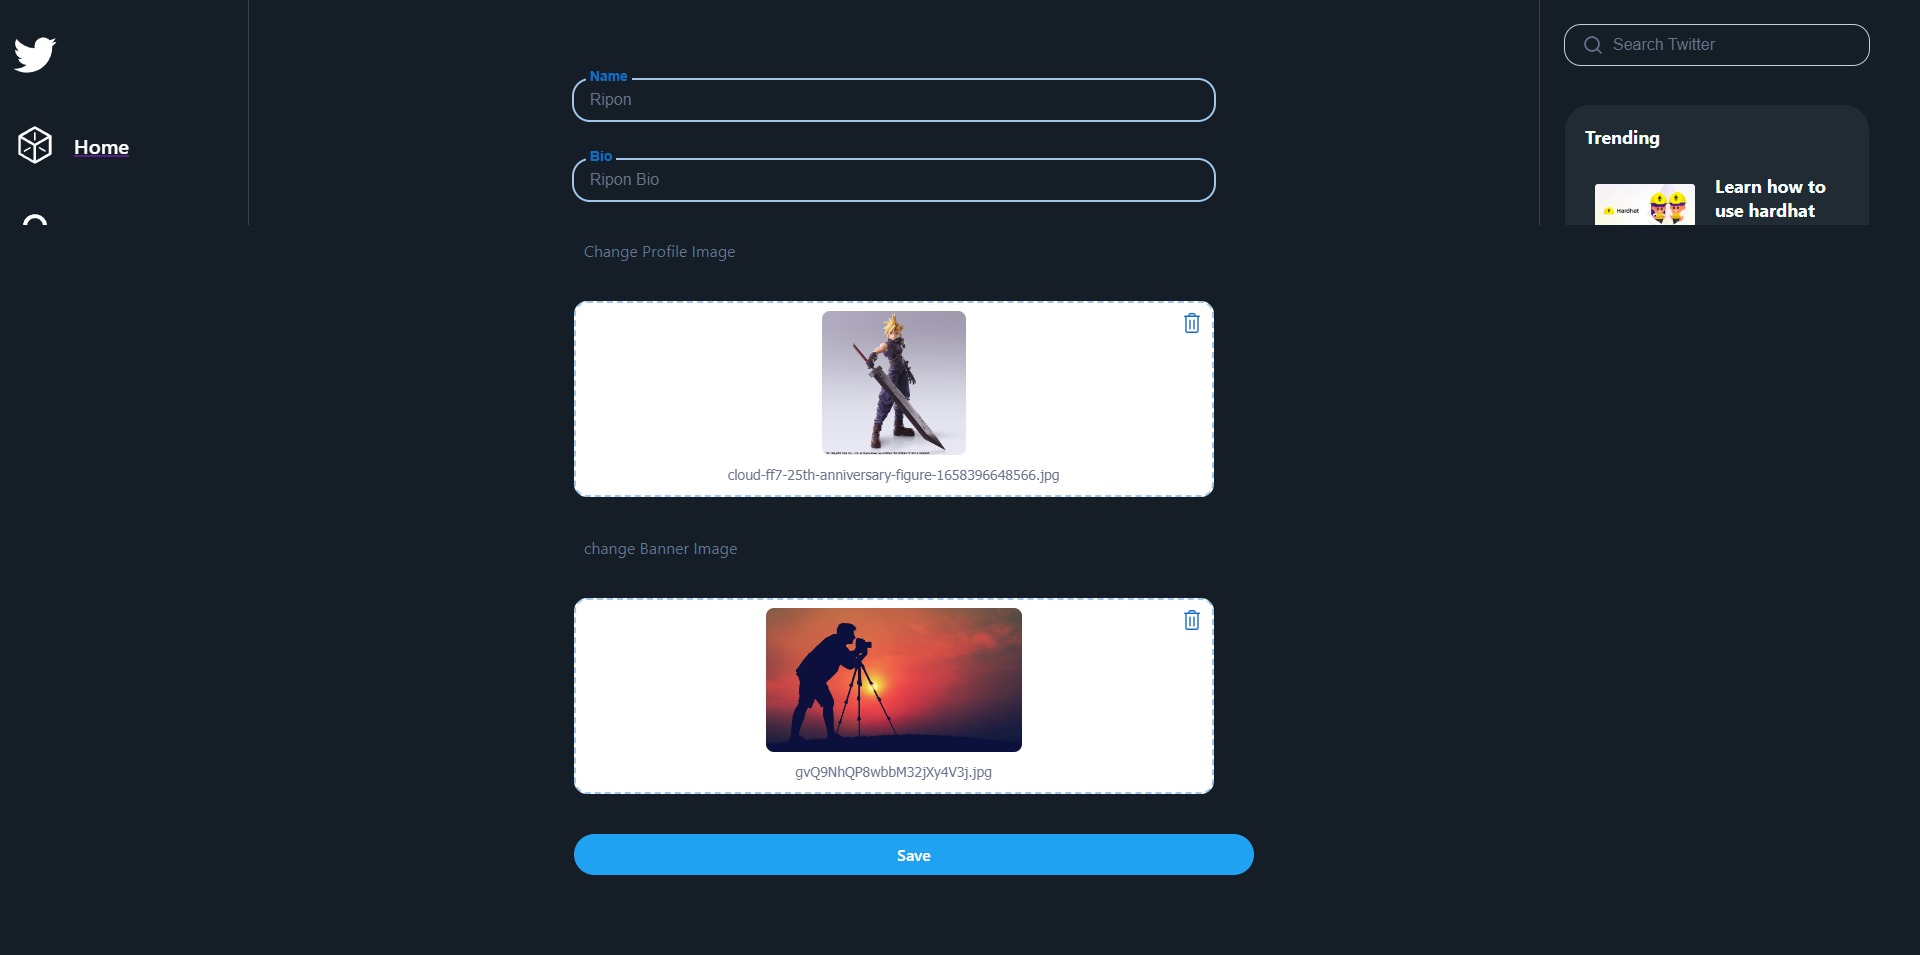 Home
Name
Ripon
Bio
Ripon Bio
Change Profile Image
cloud-ff7-25th-anniversary-figure-1658396648566.jpg
change Banner Image
gvQ9NhQP8wbbM32jXy4V3j.jpg
Save
Search Twitter
Trending
Hardhat
Learn how to
use hardhat